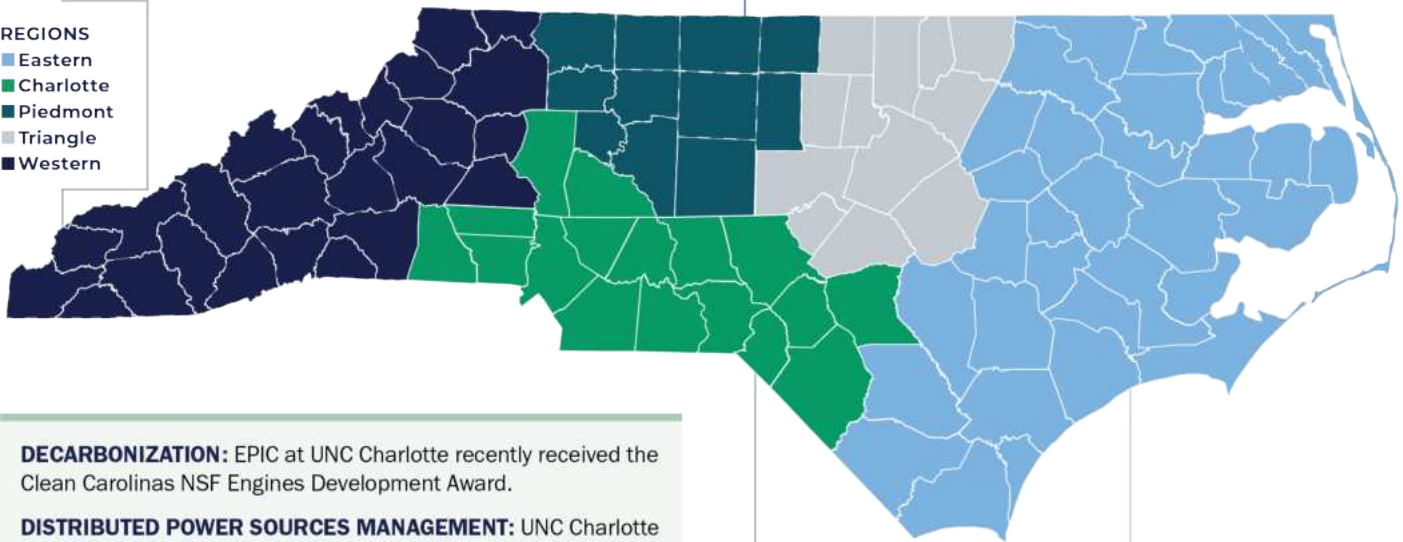 REGIONS
Eastern
Charlotte
Piedmont
Triangle
Western
DECARBONIZATION: EPIC at UNC Charlotte recently received the
Clean Carolinas NSF Engines Development Award.
DISTRIBUTED POWER SOURCES MANAGEMENT: UNC Charlotte